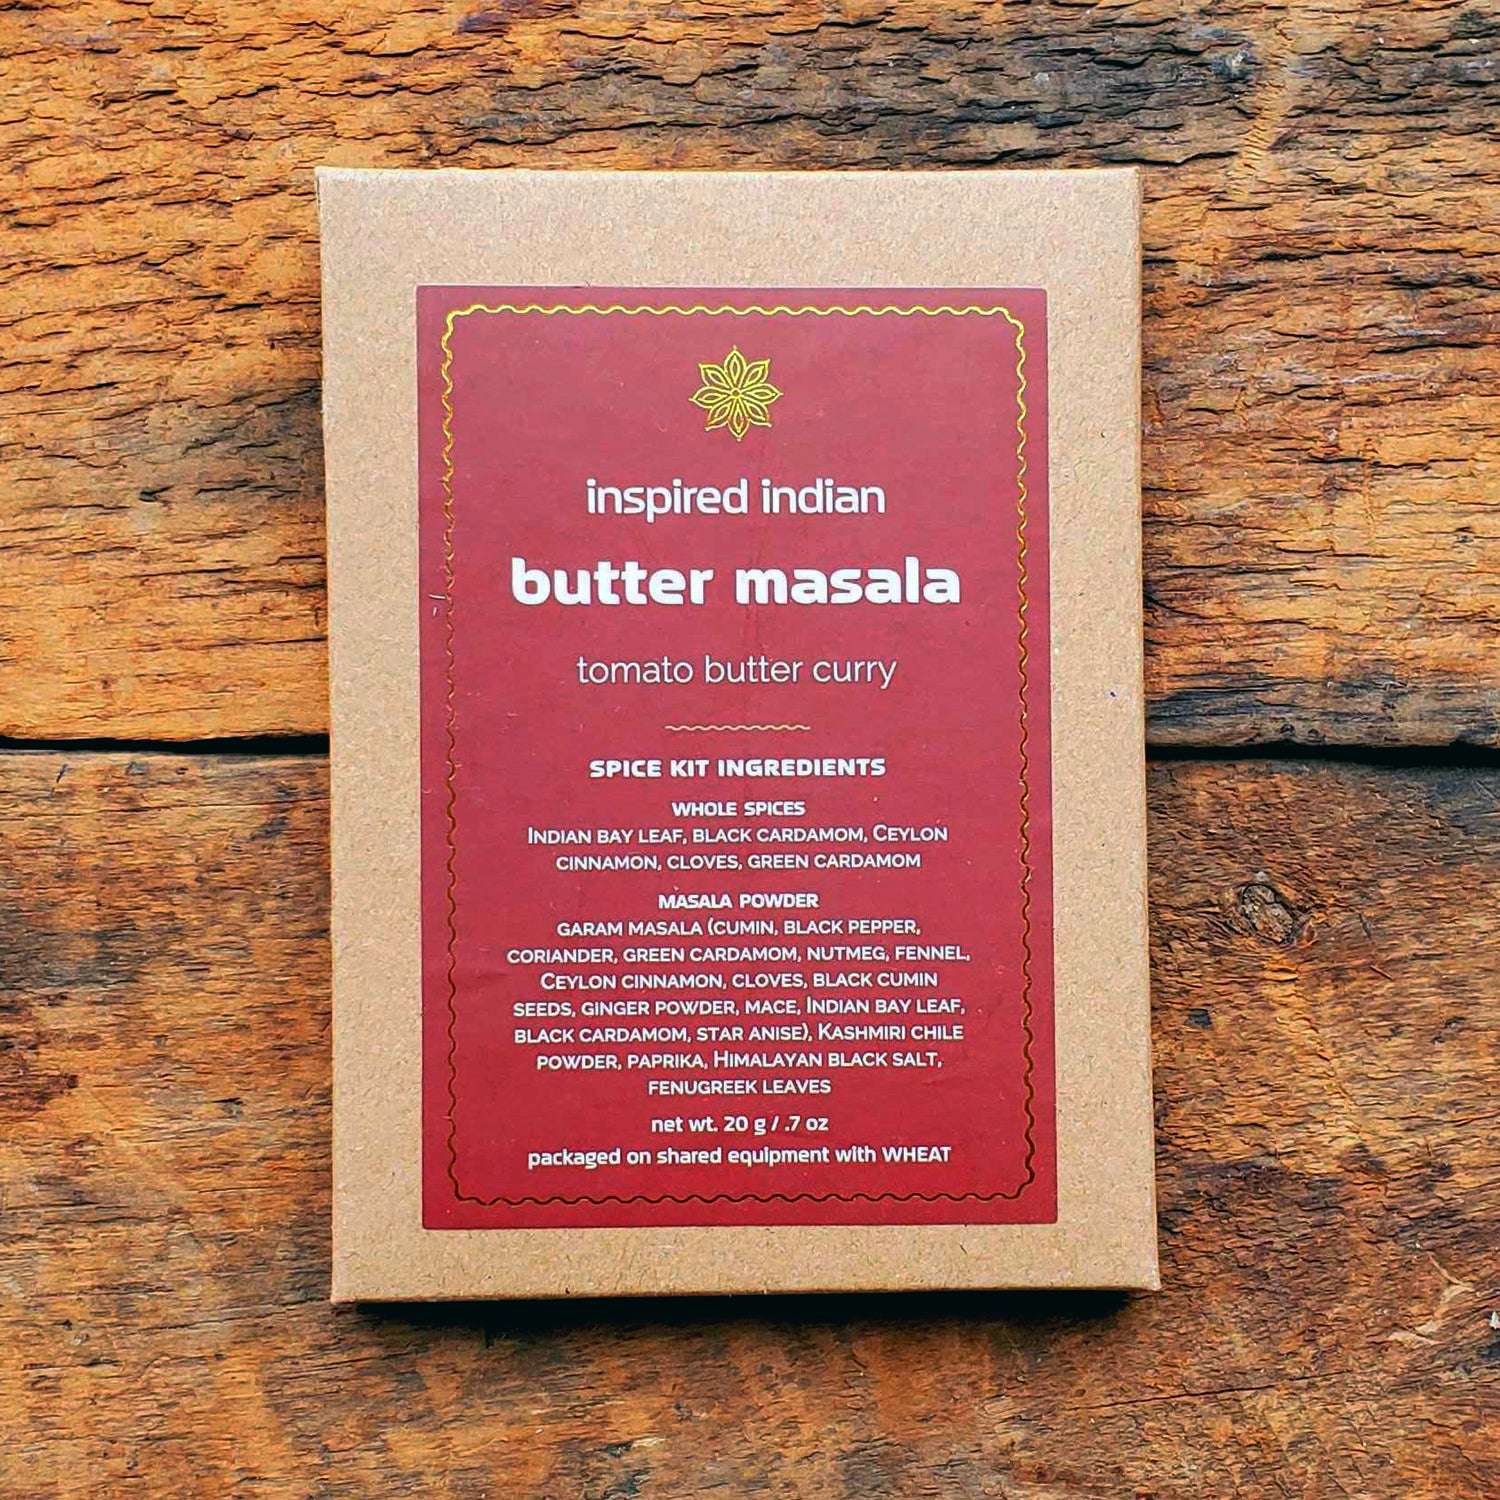 inspired indian
butter masala
tomato butter curry
SPICE KIT INGREDIENTS
WHOLE SPICES
INDIAN BAY LEAF, BLACK CARDAMOM, CEYLON
CINNAMON, CLOVES, GREEN CARDAMOM
MASALA POWDER
GARAM MASALA (CUMIN, BLACK PEPPER,
CORIANDER, GREEN CARDAMOM, NUTMEG, FENNEL,
CEYLON CINNAMON, CLOVES, BLACK CUMIN
SEEDS, GINGER POWDER, MACE, INDIAN BAY LEAF,
BLACK CARDAMOM, STAR ANISE), KASHMIRI CHILE
POWDER, PAPRIKA, HIMALAYAN BLACK SALT,
FENUGREEK LEAVES
net wt. 20 g / .7 oz
packaged on shared equipment with WHEAT